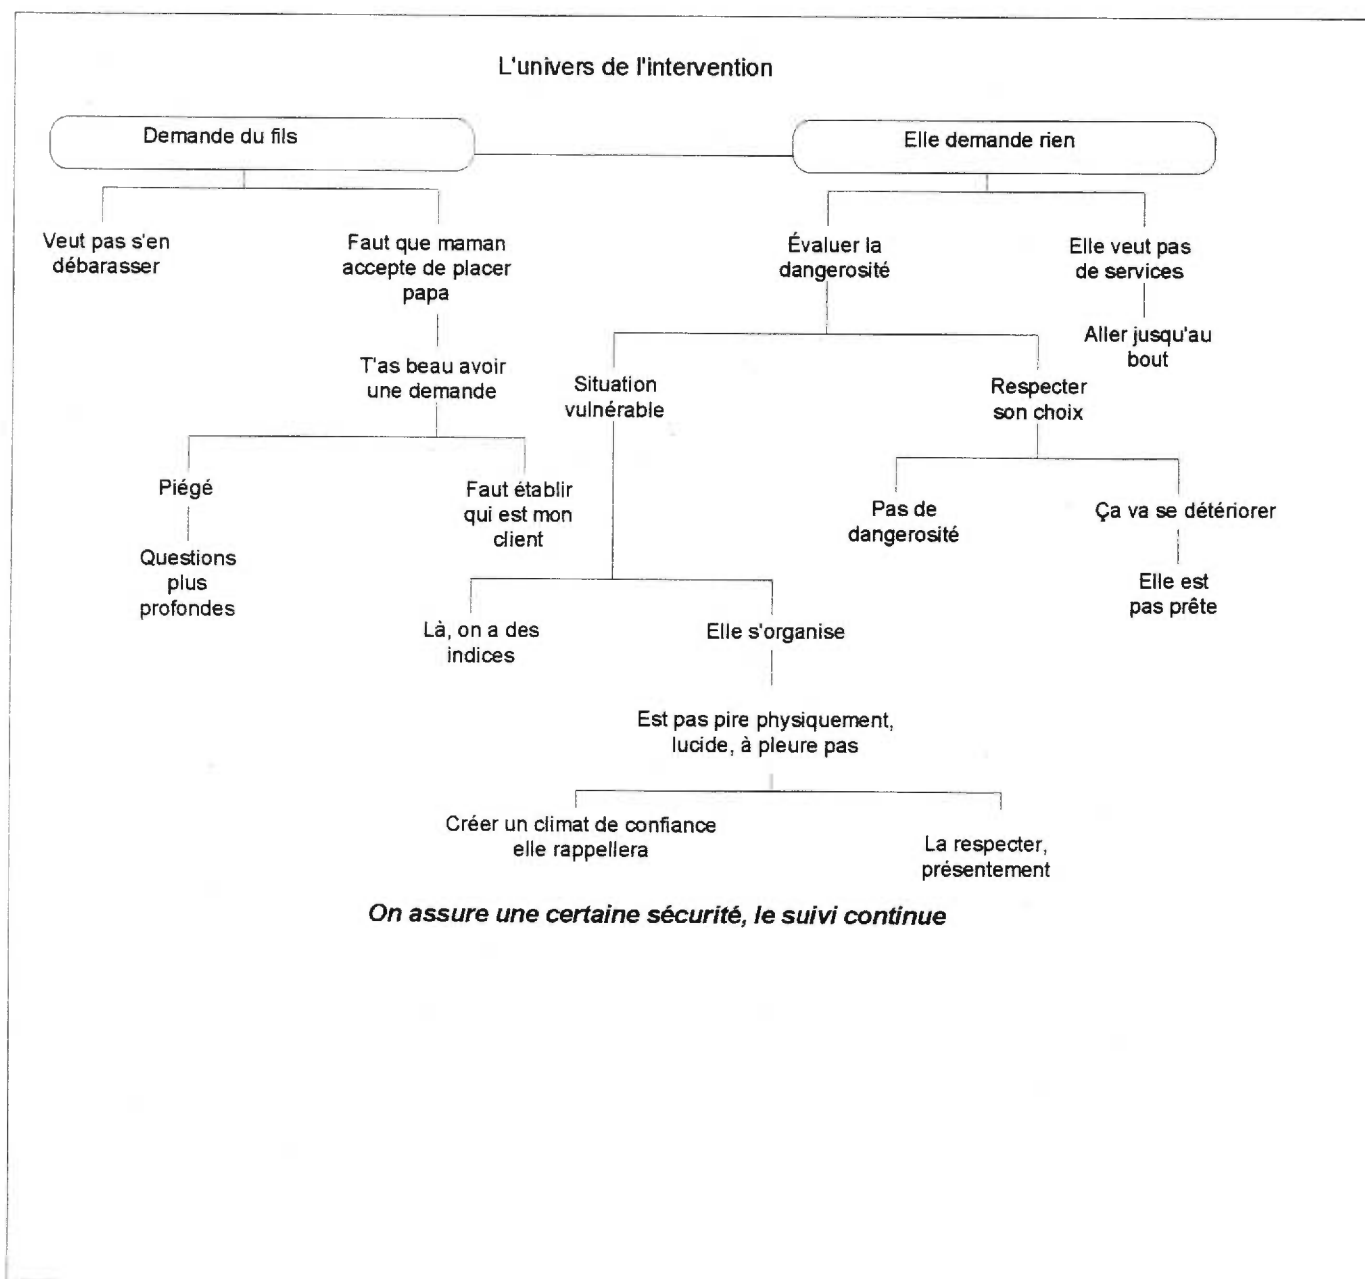 L'univers de l'intervention
Demande du fils
Elle demande rien
Veut pas s'en
débarasser
Faut que maman
accepte de placer
papa
Évaluer la
dangerosité
Elle veut pas
de services
T'as beau avoir
une demande
Situation
vulnérable
Respecter
son choix
Aller jusqu'au
bout
Piégé
Faut établir
qui est mon
client
Pas de
dangerosité
Ça va se détériorer
Questions
plus
profondes
Elle est
pas prête
Là, on a des
indices
Elle s'organise
Est pas pire physiquement,
lucide, à pleure pas
Créer un climat de confiance
elle rappellera
La respecter,
présentement
On assure une certaine sécurité, le suivi continue